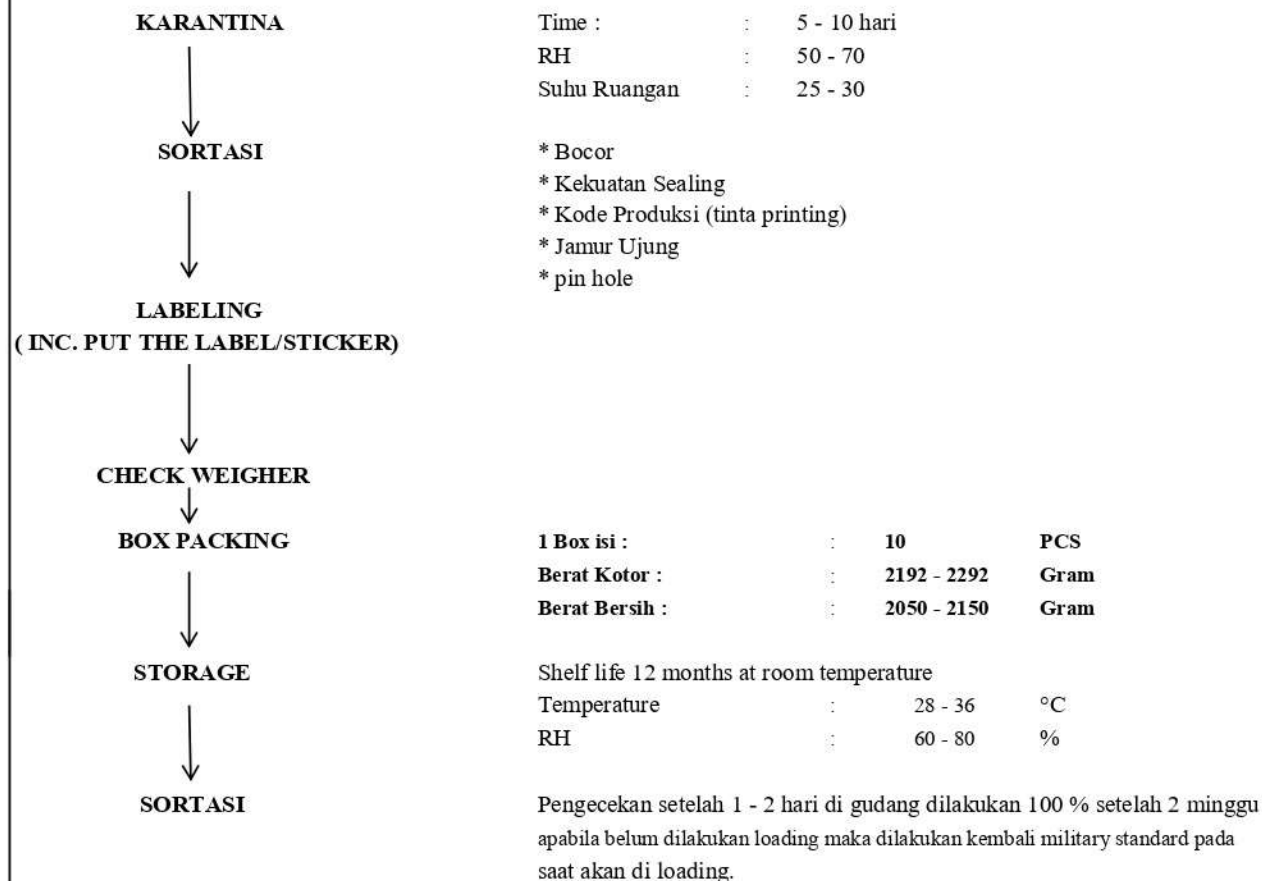 KARANTINA Time : : 5 - 10 hari
RH : 50 - 70
Suhu Ruangan : 25 - 30
SORTASI * Bocor
* Kekuatan Sealing
* Kode Produksi (tinta printing)
* Jamur Ujung
* pin hole
LABELING
( INC. PUT THE LABEL/STICKER)
CHECK WEIGHER
BOX PACKING 1 Box isi : : 10 PCS
Berat Kotor : : 2192 - 2292 Gram
Berat Bersih : : 2050 - 2150 Gram
STORAGE Shelf life 12 months at room temperature
Temperature : 28 - 36 °C
RH : 60 - 80 %
SORTASI Pengecekan setelah 1 - 2 hari di gudang dilakukan 100 % setelah 2 minggu
apabila belum dilakukan loading maka dilakukan kembali military standard pada
saat akan di loading.